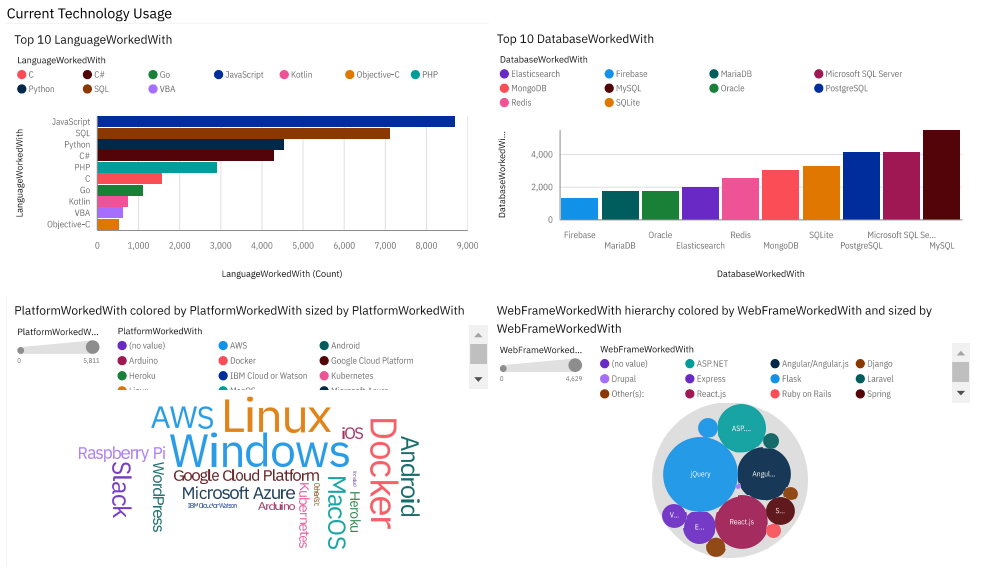 Current Technology Usage
Top 10 LanguageWorkedWith
LanguageWorkedWith
C
C#
Go
JavaScript
Kotlin
Objective-C
PHP
Python
SQL
VBA
LanguageWorkedWith
JavaScript
SQL
Python
C#
PHP
C
Go
Kotlin
VBA
Objective-C
0 1,000 2,000 3,000 4,000 5,000 6,000 7,000 8,000 9,000
LanguageWorkedWith (Count)
Top 10 DatabaseWorkedWith
DatabaseWorkedWith
Elasticsearch
Firebase
MariaDB
Microsoft SQL Server
MongoDB
MySQL
Oracle
PostgreSQL
Redis
SQLite
DatabaseWorkedWi...
4,000
2,000
0
Firebase
MariaDB
Oracle
Elasticsearch
Redis
MongoDB
SQLite
PostgreSQL
Microsoft SQL Se...
MySQL
DatabaseWorkedWith
PlatformWorkedWith colored by PlatformWorkedWith sized by PlatformWorkedWith
PlatformWorkedW...
0 5,811
PlatformWorkedWith
(no value)
AWS
Android
Arduino
Docker
Google Cloud Platform
Heroku
IBM Cloud or Watson
Kubernetes
Linux
MacOS
Microsoft Azure
AWS
Linux
iOS
Docker
Android
Raspberry Pi
Windows
Slack
WordPress
Google Cloud Platform
Microsoft Azure
IBM Cloud or Watson
Arduino
Kubernetes
Other(s):
MacOS
Heroku
WebFrameWorkedWith hierarchy colored by WebFrameWorkedWith and sized by
WebFrameWorkedWith
WebFrameWorked...
0 4,629
WebFrameWorkedWith
(no value)
ASP.NET
Angular/Angular.js
Django
Drupal
Express
Flask
Laravel
Other(s):
React.js
Ruby on Rails
Spring
ASP....
jQuery
Angul...
V...
E...
React.js
S...